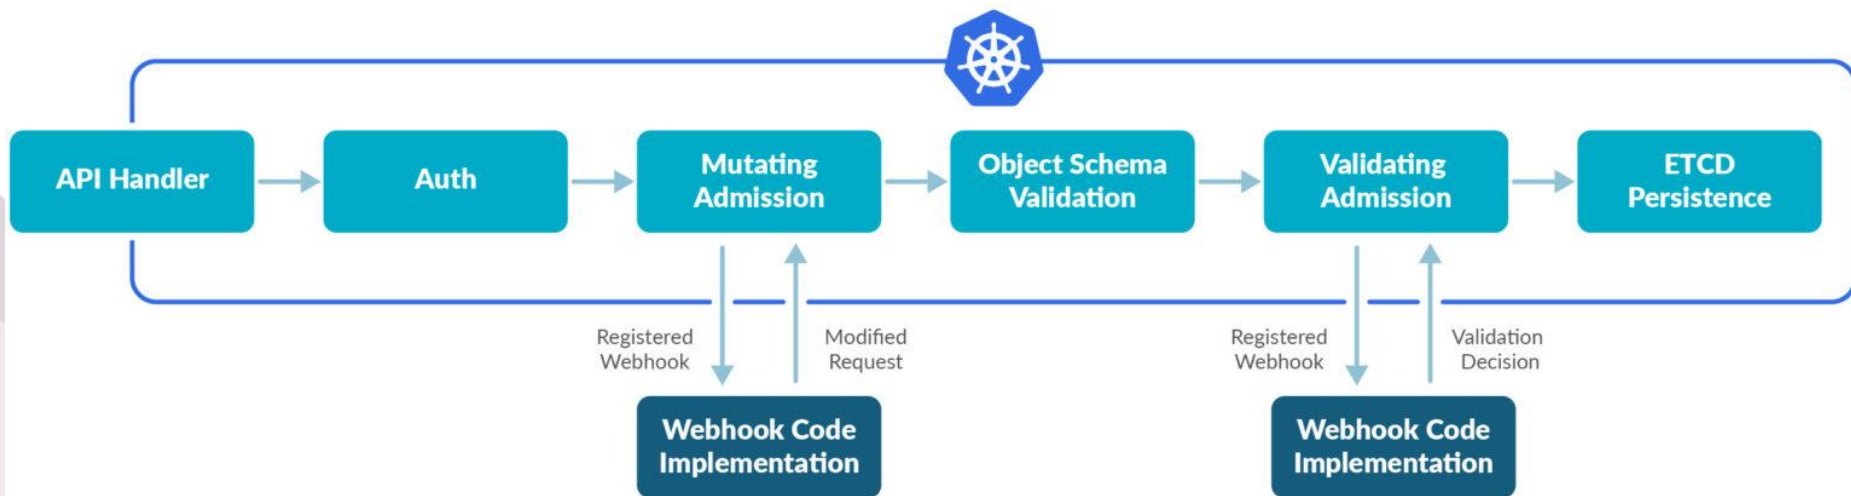 API Handler
Auth
Mutating
Admission
Object Schema
Validation
Validating
Admission
ETCD
Persistence
Registered
Webhook
Modified
Request
Registered
Webhook
Validation
Decision
Webhook Code
Implementation
Webhook Code
Implementation